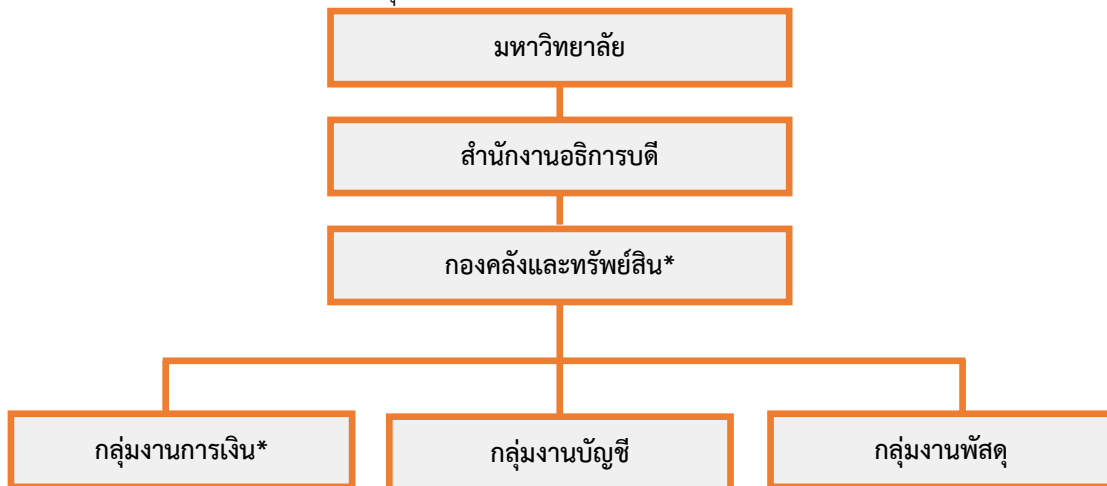 มหาวิทยาลัย
สำนักงานอธิการบดี
กองคลังและทรัพย์สิน*
กลุ่มงานการเงิน*
กลุ่มงานบัญชี
กลุ่มงานพัสดุ